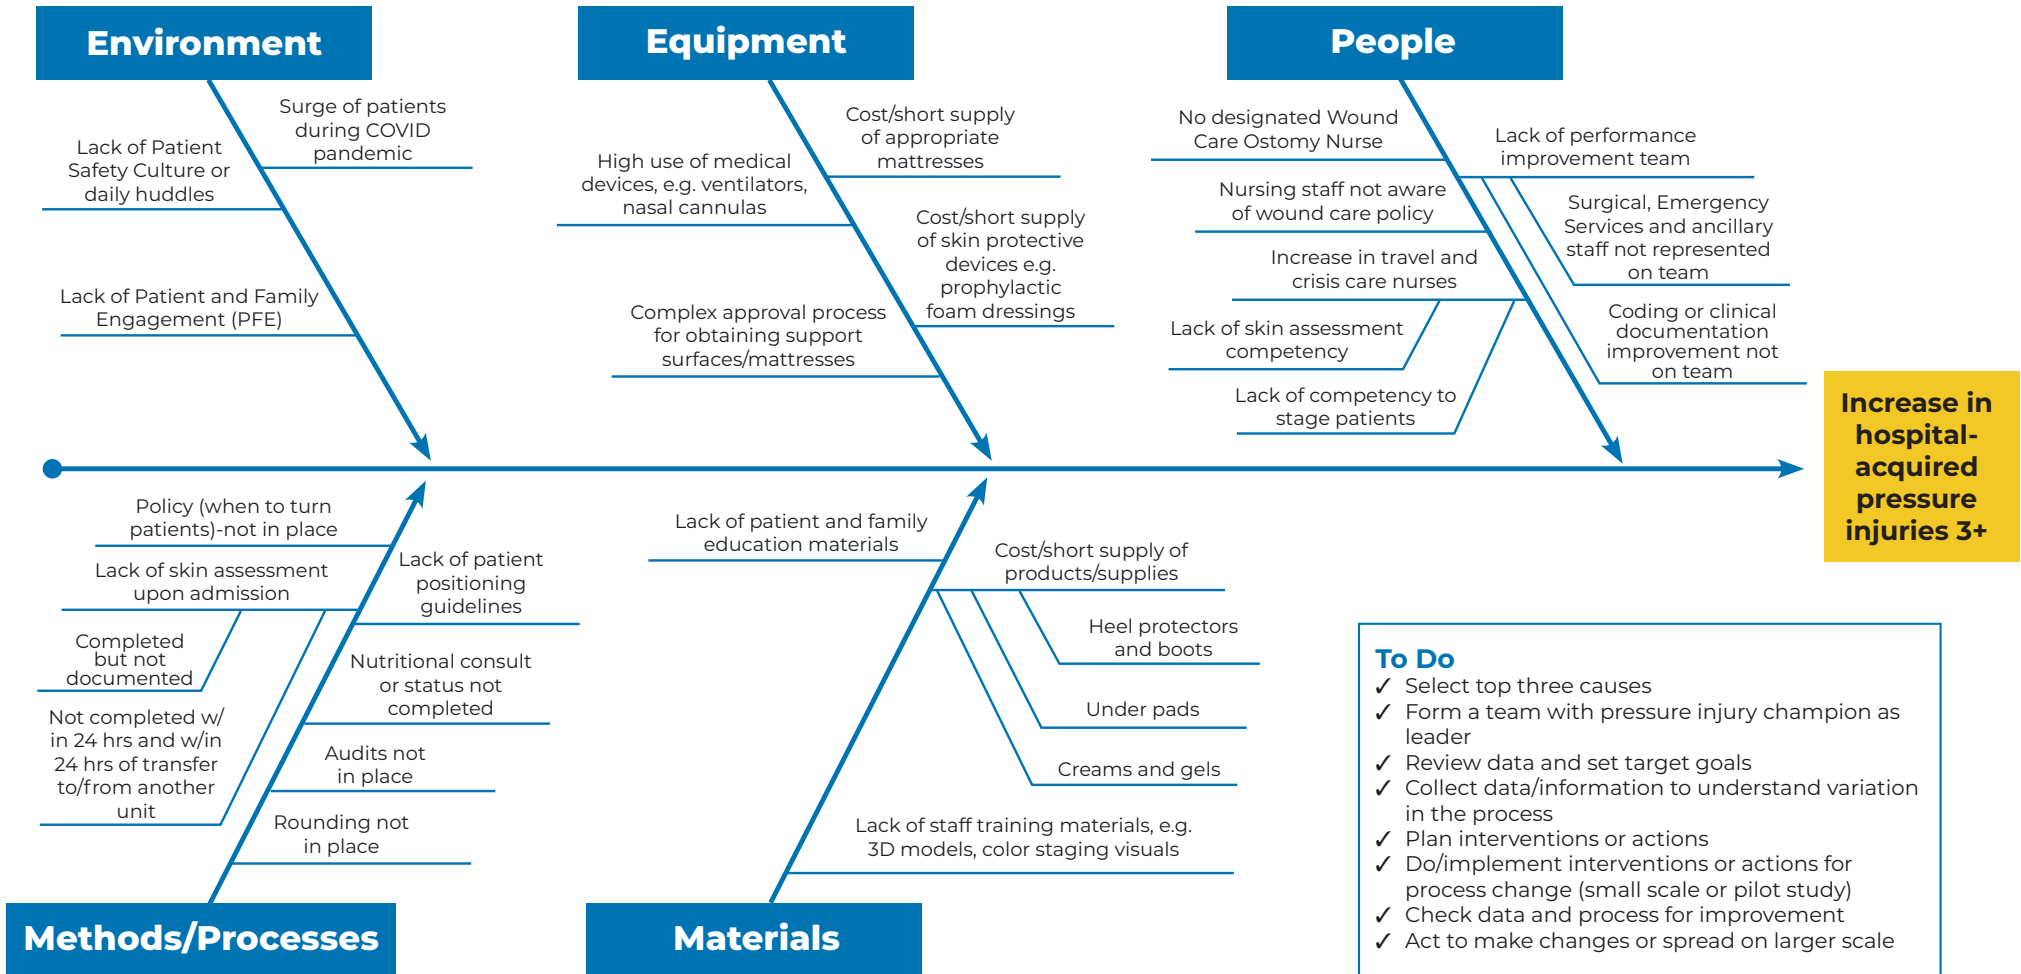 Environment
Surge of patients
during COVID
pandemic
Lack of Patient
Safety Culture or
daily huddles
Lack of Patient and Family
Engagement (PFE)
Equipment
Cost/short supply
of appropriate
mattresses
High use of medical
devices, e.g. ventilators,
nasal cannulas
Cost/short supply
of skin protective
devices e.g.
prophylactic
foam dressings
Complex approval process
for obtaining support
surfaces/mattresses
People
No designated Wound
Care Ostomy Nurse
Lack of performance
improvement team
Nursing staff not aware
of wound care policy
Surgical, Emergency
Services and ancillary
staff not represented
on team
Increase in travel and
crisis care nurses
Coding or clinical
documentation
improvement not
on team
Lack of skin assessment
competency
Lack of competency to
stage patients
Increase in
hospital-
acquired
pressure
injuries 3+
Policy (when to turn
patients)-not in place
Lack of patient
positioning
guidelines
Lack of skin assessment
upon admission
Completed
but not
documented
Nutritional consult
or status not
completed
Not completed w/
in 24 hrs and w/in
24 hrs of transfer
to/from another
unit
Audits not
in place
Rounding not
in place
Methods/Processes
Lack of patient and family
education materials
Cost/short supply of
products/supplies
Heel protectors
and boots
Under pads
Creams and gels
Lack of staff training materials, e.g.
3D models, color staging visuals
Materials
To Do
✓ Select top three causes
✓ Form a team with pressure injury champion as
leader
✓ Review data and set target goals
✓ Collect data/information to understand variation
in the process
✓ Plan interventions or actions
✓ Do/implement interventions or actions for
process change (small scale or pilot study)
✓ Check data and process for improvement
✓ Act to make changes or spread on larger scale